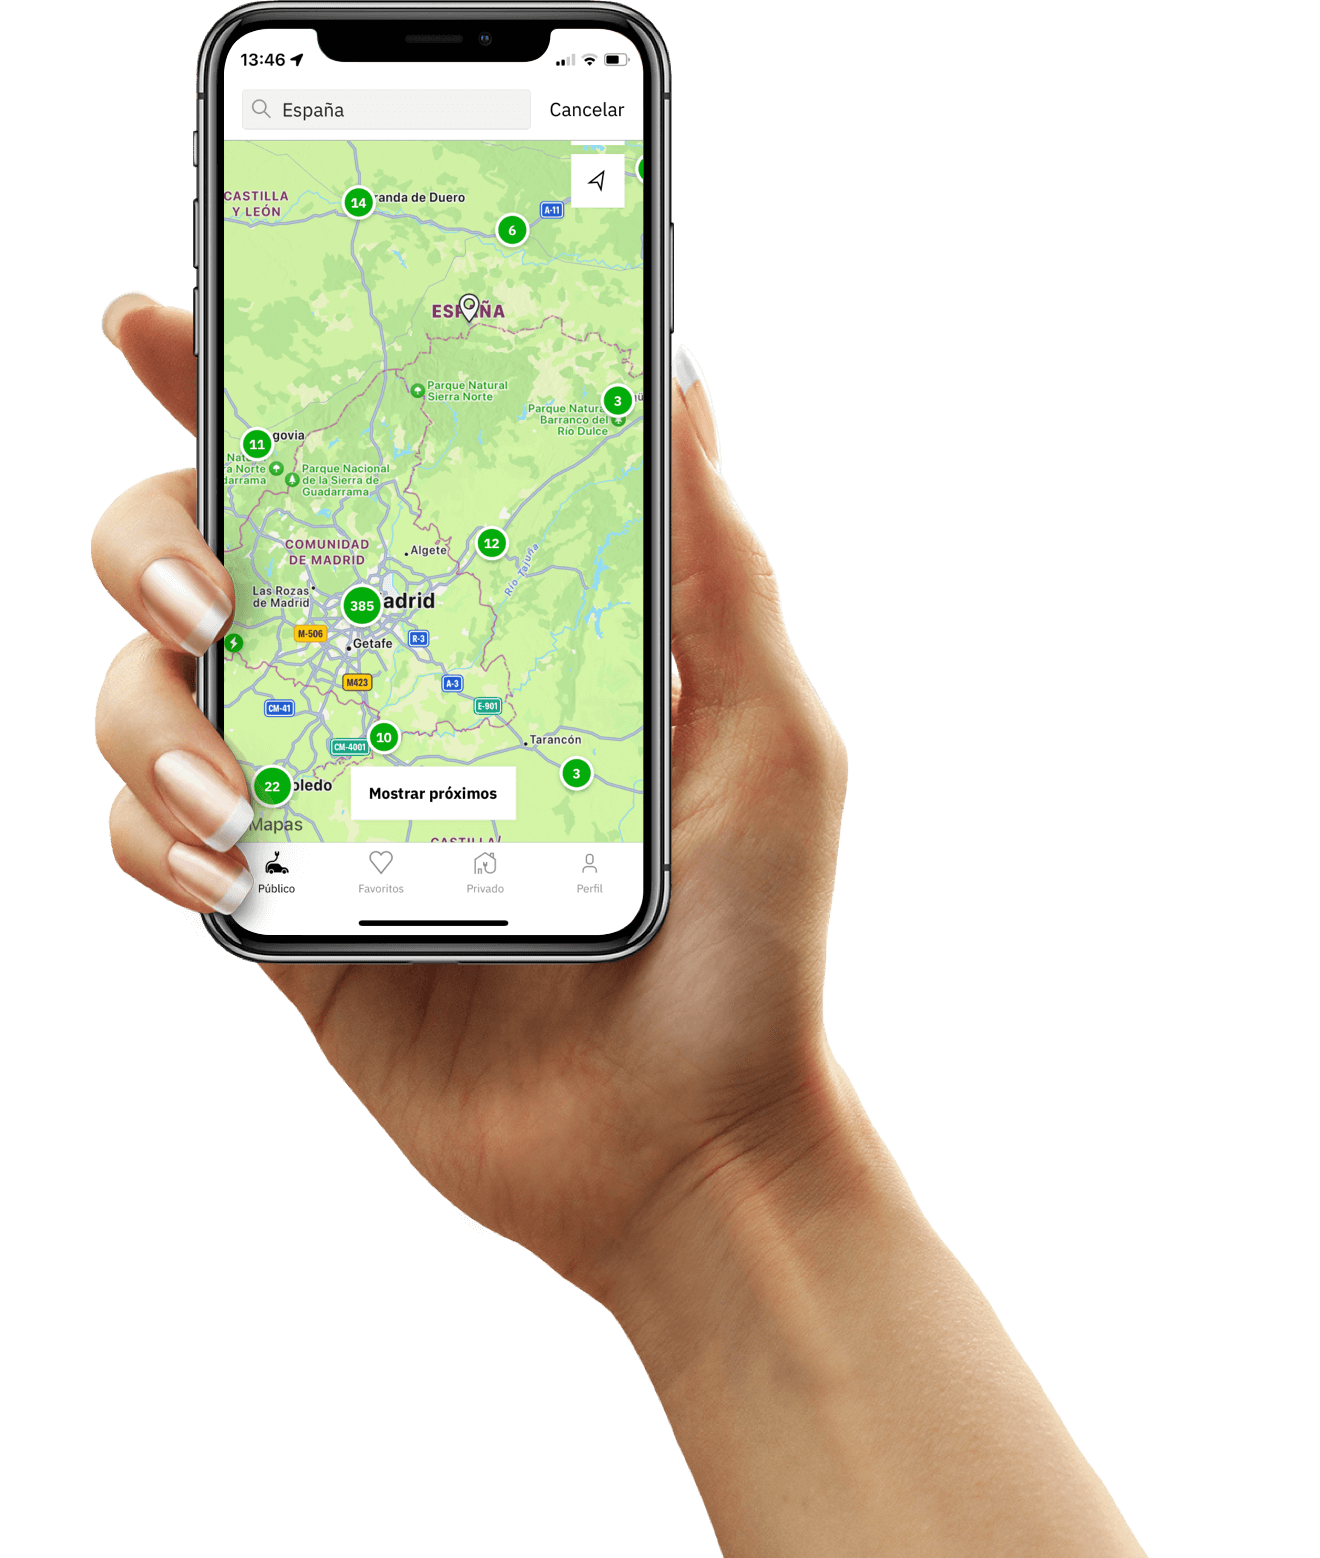 13:46
España
Cancelar
CASTILLA
Y LEÓN
14
randa de Duero
A-11
6
ESPAÑA
Parque Natural
Sierra Norte
3
Parque Natura
Barranco del
Río Dulce
11
govia
Nat
ra Norte
darrama
Parque Nacional
de la Sierra de
Guadarrama
COMUNIDAD
DE MADRID
Algete
12
Río Tajuña
Las Rozas
de Madrid
385
adrid
M-506
Getafe
R-3
M423
A-3
CM-41
E-901
10
CM-4001
Tarancón
3
22
oledo
Mostrar próximos
Mapas
CASTILLA/
Público
Favoritos
Privado
Perfil